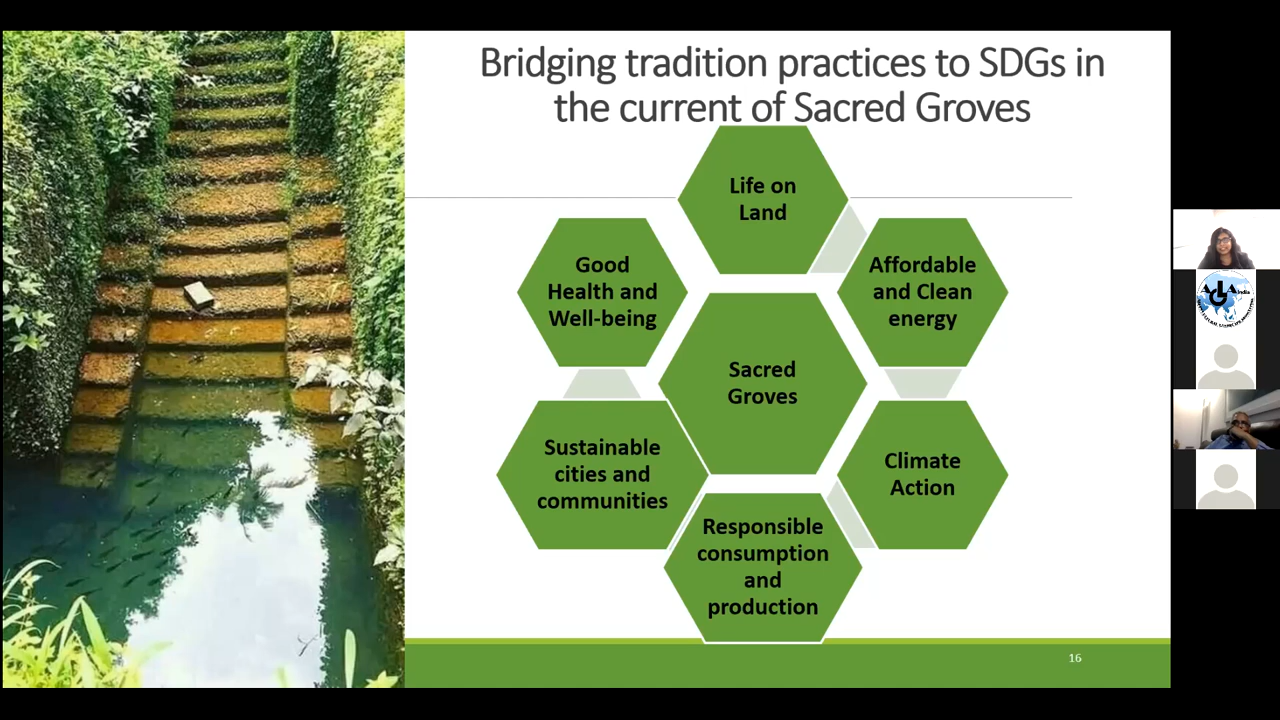 Bridging tradition practices to SDGs in
the current of Sacred Groves
Life on
Land
Affordable
and Clean
energy
Climate
Action
Responsible
consumption
and
production
Sustainable
cities and
communities
Good
Health and
Well-being
Sacred
Groves
16
India